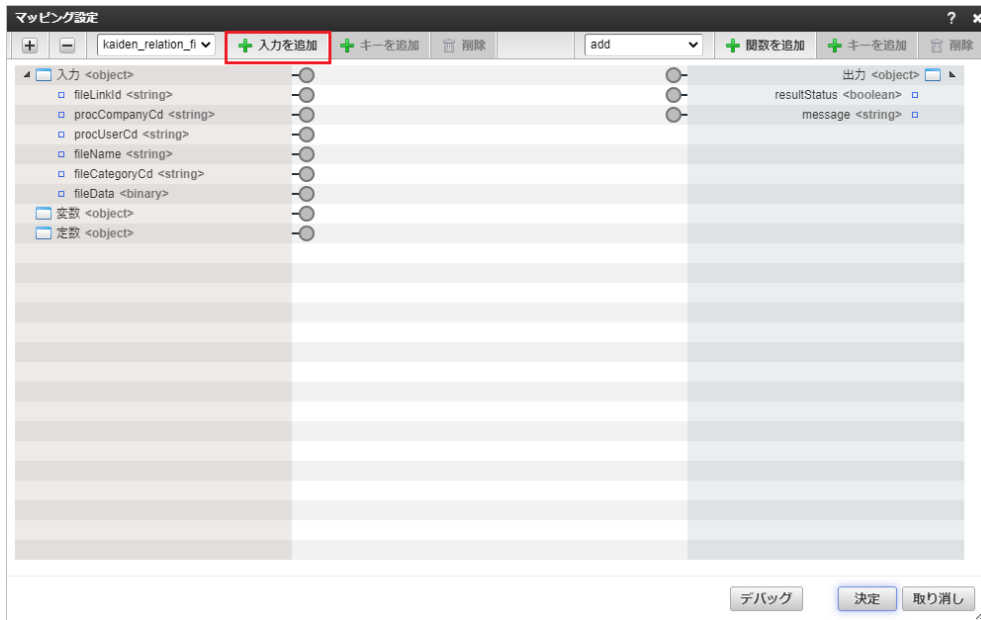 マッピング設定 ?
kaiden_relation_fi 入力を追加 キーを追加 削除 add 関数を追加 キーを追加 削除
入力 <object> 出力 <object>
fileLinkId <string> resultStatus <boolean>
procCompanyCd <string> message <string>
procUserCd <string>
fileName <string>
fileCategoryCd <string>
fileData <binary>
変数 <object>
定数 <object>
デバッグ 決定 取り消し